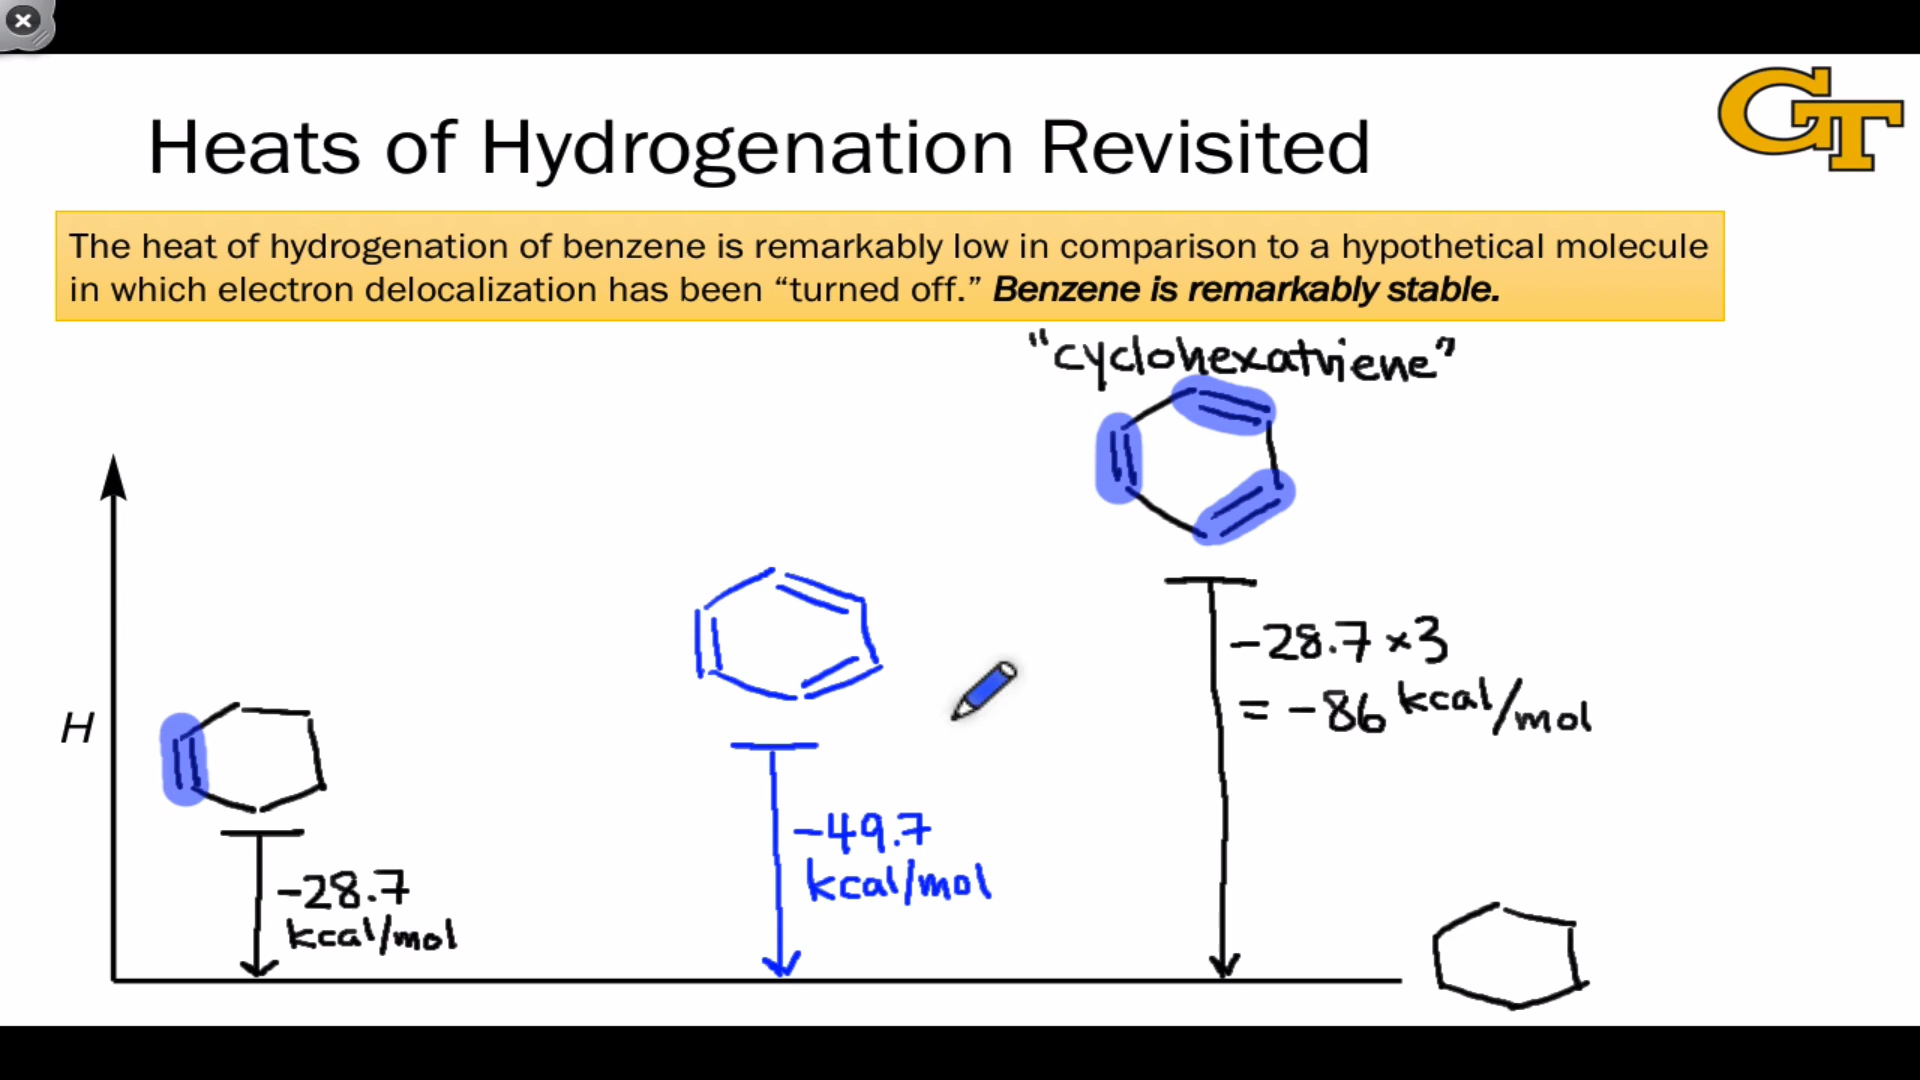 GT
Heats of Hydrogenation Revisited
The heat of hydrogenation of benzene is remarkably low in comparison to a hypothetical molecule
in which electron delocalization has been “turned off.” Benzene is remarkably stable.
"cyclohexatriene"
H
-28.7
kcal/mol
-49.7
kcal/mol
-28.7 × 3
= -86 kcal/mol